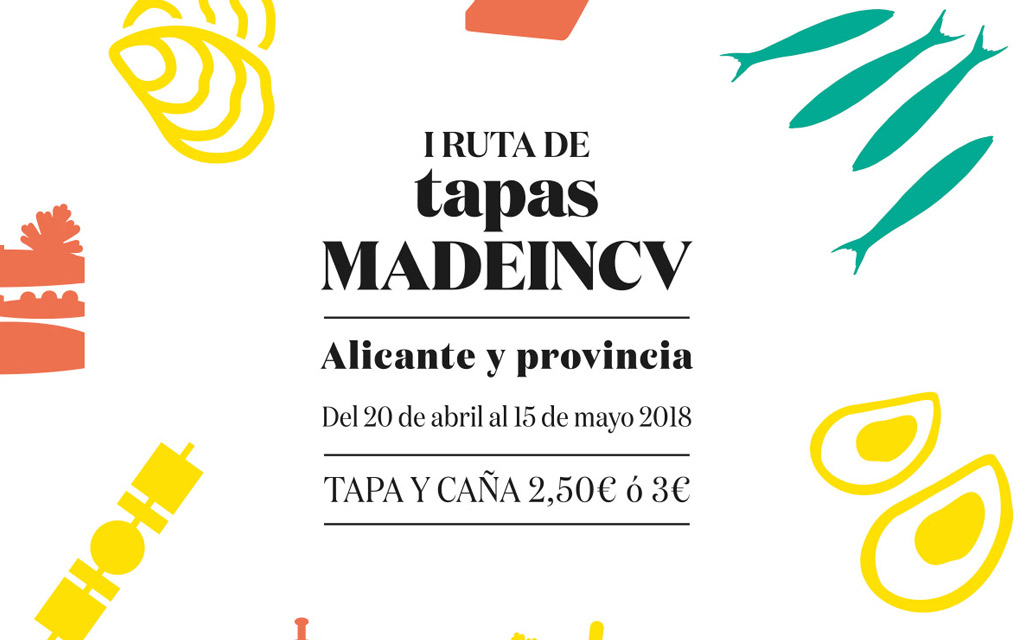 I RUTA DE
tapas
MADEINCV
Alicante y provincia
Del 20 de abril al 15 de mayo 2018
TAPA Y CAÑA 2,50€ ó 3€